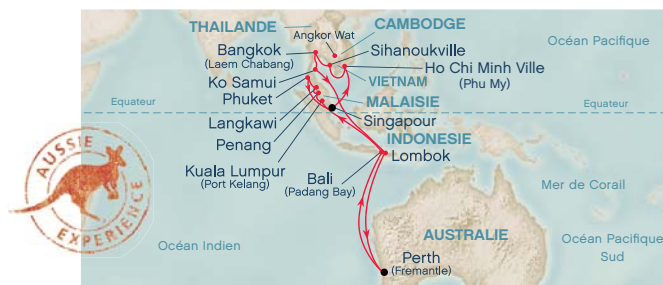 THAILANDE
CAMBODGE
Angkor Wat
Océan Pacifique
Bangkok
(Laem Chabang)
Sihanoukville
Ho Chi Minh Ville
(Phu My)
Ko Samui
VIETNAM
Phuket
MALAISIE
Equateur
Equateur
Langkawi
Singapour
Penang
INDONESIE
Kuala Lumpur
(Port Kelang)
Bali
(Padang Bay)
Lombok
Mer de Corail
AUSSIE
EXPERIENCE
AUSTRALIE
Océan Indien
Océan Pacifique
Sud
Perth
(Fremantle)